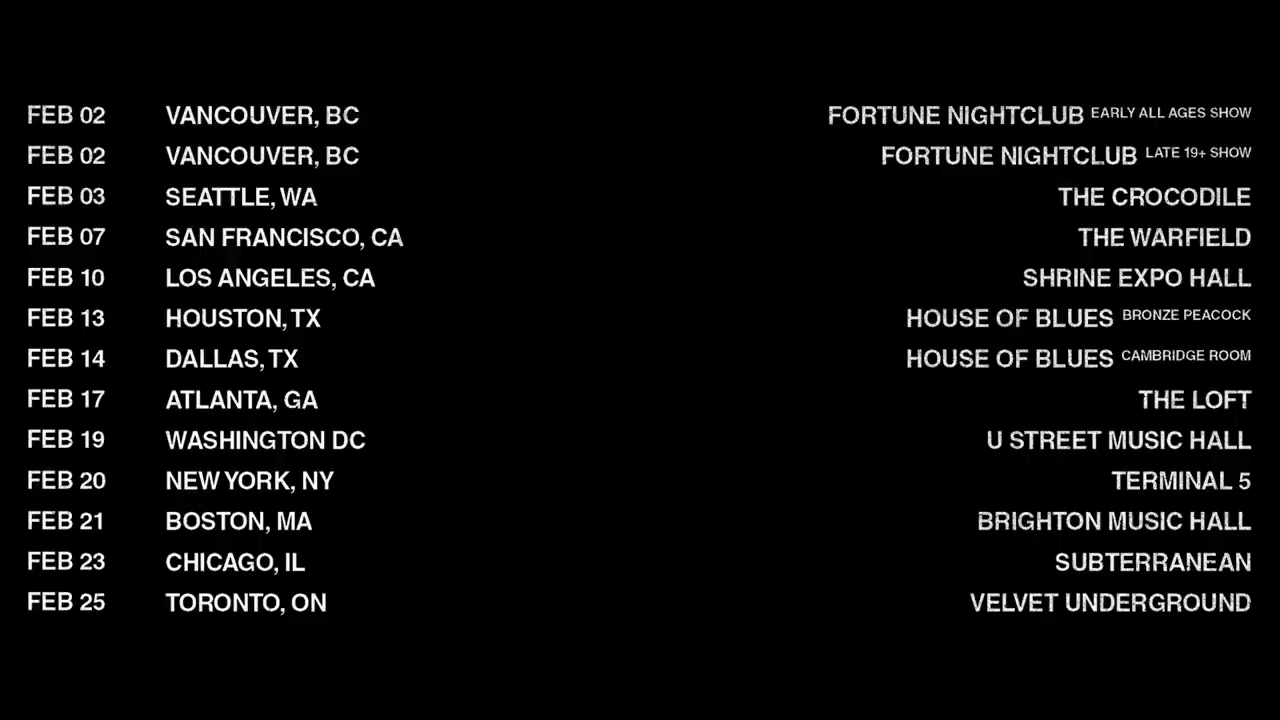 FEB 02 VANCOUVER, BC FORTUNE NIGHTCLUB EARLY ALL AGES SHOW
FEB 02 VANCOUVER, BC FORTUNE NIGHTCLUB LATE 19+ SHOW
FEB 03 SEATTLE, WA THE CROCODILE
FEB 07 SAN FRANCISCO, CA THE WARFIELD
FEB 10 LOS ANGELES, CA SHRINE EXPO HALL
FEB 13 HOUSTON, TX HOUSE OF BLUES BRONZE PEACOCK
FEB 14 DALLAS, TX HOUSE OF BLUES CAMBRIDGE ROOM
FEB 17 ATLANTA, GA THE LOFT
FEB 19 WASHINGTON DC U STREET MUSIC HALL
FEB 20 NEW YORK, NY TERMINAL 5
FEB 21 BOSTON, MA BRIGHTON MUSIC HALL
FEB 23 CHICAGO, IL SUBTERRANEAN
FEB 25 TORONTO, ON VELVET UNDERGROUND